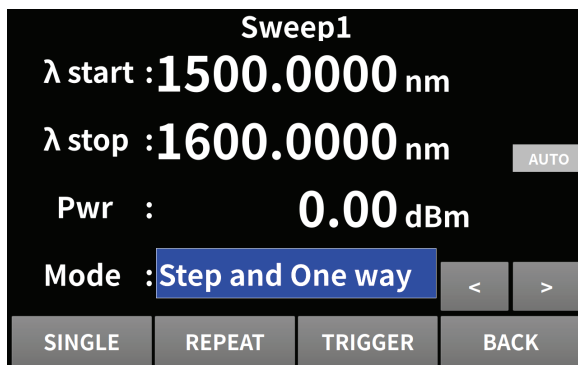 Sweep1
λ start :1500.0000 nm
λ stop :1600.0000 nm
AUTO
Pwr : 0.00 dBm
Mode :Step and One way < >
SINGLE REPEAT TRIGGER BACK